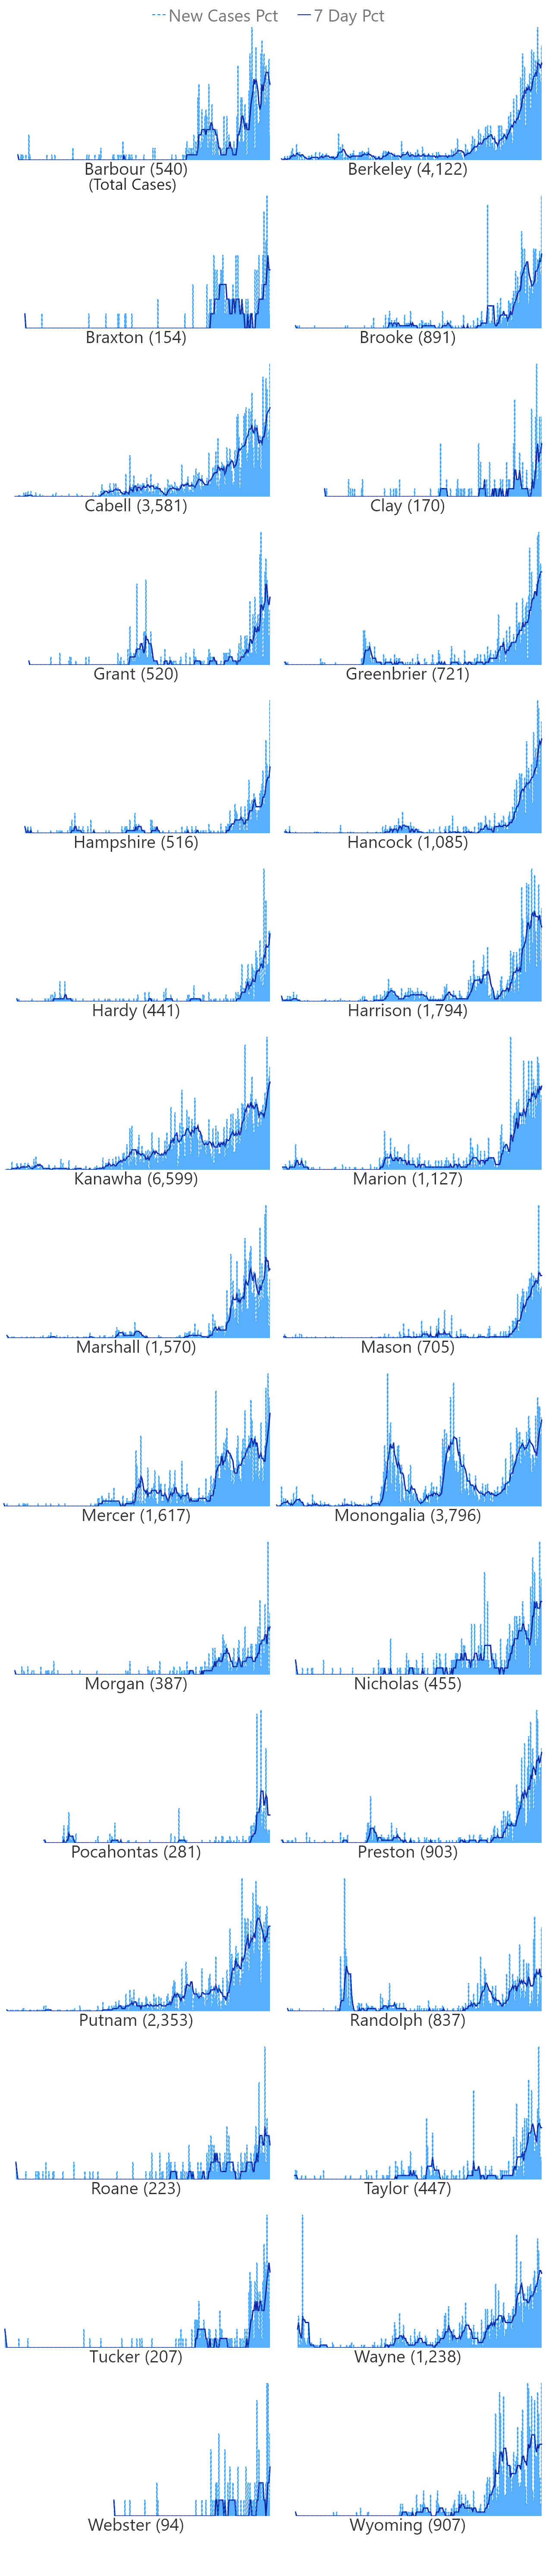 New Cases Pct 7 Day Pct
Barbour (540) Berkeley (4,122)
(Total Cases)
Braxton (154) Brooke (891)
Cabell (3,581) Clay (170)
Grant (520) Greenbrier (721)
Hampshire (516) Hancock (1,085)
Hardy (441) Harrison (1,794)
Kanawha (6,599) Marion (1,127)
Marshall (1,570) Mason (705)
Mercer (1,617) Monongalia (3,796)
Morgan (387) Nicholas (455)
Pocahontas (281) Preston (903)
Putnam (2,353) Randolph (837)
Roane (223) Taylor (447)
Tucker (207) Wayne (1,238)
Webster (94) Wyoming (907)